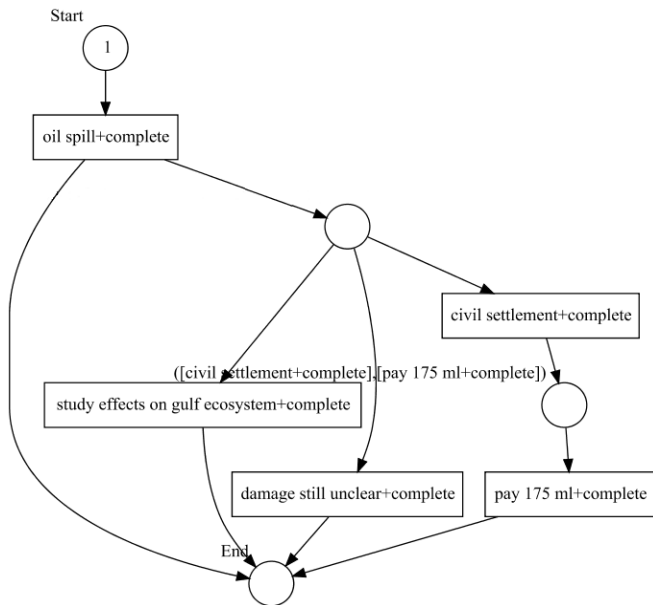 Start
1
oil spill+complete
civil settlement+complete
([civil settlement+complete],[pay 175 ml+complete])
study effects on gulf ecosystem+complete
damage still unclear+complete
pay 175 ml+complete
End